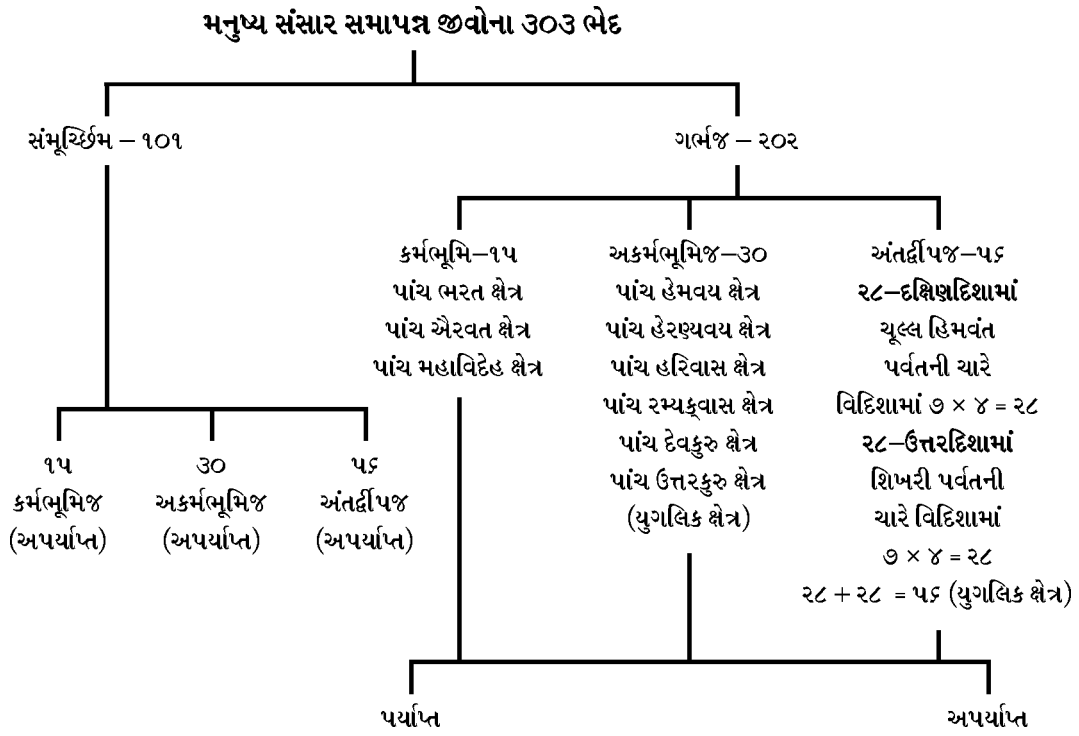 મનુષ્ય સંસાર સમાપન્ન જીવોના ૩૦૩ ભેદ
સંમૂર્ચ્છિમ – ૧૦૧
ગર્ભજ – ૨૦૨
કર્મભૂમિ–૧૫
પાંચ ભરત ક્ષેત્ર
પાંચ ઐરવત ક્ષેત્ર
પાંચ મહાવિદેહ ક્ષેત્ર
અકર્મભૂમિજ–૩૦
પાંચ હેમવય ક્ષેત્ર
પાંચ હેરણ્યવય ક્ષેત્ર
પાંચ હરિવાસ ક્ષેત્ર
પાંચ રમ્યક્વાસ ક્ષેત્ર
પાંચ દેવકુરુ ક્ષેત્ર
પાંચ ઉત્તરકુરુ ક્ષેત્ર
(યુગલિક ક્ષેત્ર)
અંતર્દ્વીપજ–૫૬
૨૮–દક્ષિણદિશામાં
ચૂલ્લ હિમવંત
પર્વતની ચારે
વિદિશામાં ૭ × ૪ = ૨૮
૨૮–ઉત્તરદિશામાં
શિખરી પર્વતની
ચારે વિદિશામાં
૭ × ૪ = ૨૮
૨૮ + ૨૮ = ૫૬ (યુગલિક ક્ષેત્ર)
૧૫
કર્મભૂમિજ
(અપર્યાપ્ત)
૩૦
અકર્મભૂમિજ
(અપર્યાપ્ત)
૫૬
અંતર્દ્વીપજ
(અપર્યાપ્ત)
પર્યાપ્ત
અપર્યાપ્ત